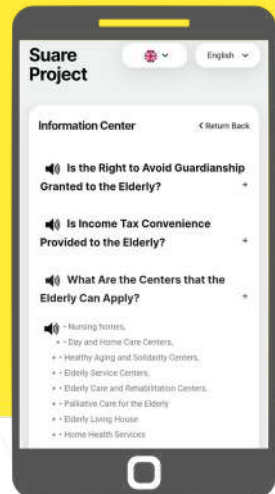 Suare
Project
English
Information Center
< Return Back
Is the Right to Avoid Guardianship
Granted to the Elderly? +
Is Income Tax Convenience
Provided to the Elderly? +
What Are the Centers that the
Elderly Can Apply? +
- Nursing homes,
• - Day and Home Care Centers,
• - Healthy Aging and Solidarity Centers,
• - Elderly Service Centers,
• - Elderly Care and Rehabilitation Centers.
• - Palliative Care for the Elderly
• - Elderly Living House
• - Home Health Services